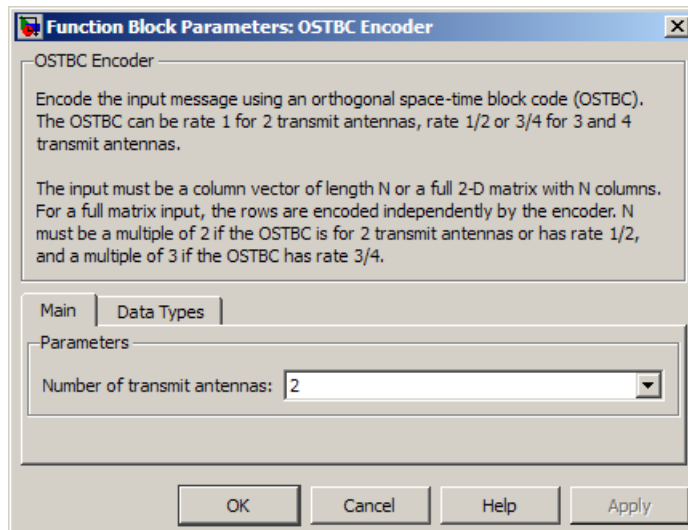 Function Block Parameters: OSTBC Encoder
OSTBC Encoder
Encode the input message using an orthogonal space-time block code (OSTBC).
The OSTBC can be rate 1 for 2 transmit antennas, rate 1/2 or 3/4 for 3 and 4
transmit antennas.
The input must be a column vector of length N or a full 2-D matrix with N columns.
For a full matrix input, the rows are encoded independently by the encoder. N
must be a multiple of 2 if the OSTBC is for 2 transmit antennas or has rate 1/2,
and a multiple of 3 if the OSTBC has rate 3/4.
Main Data Types
Parameters
Number of transmit antennas: 2
OK Cancel Help Apply